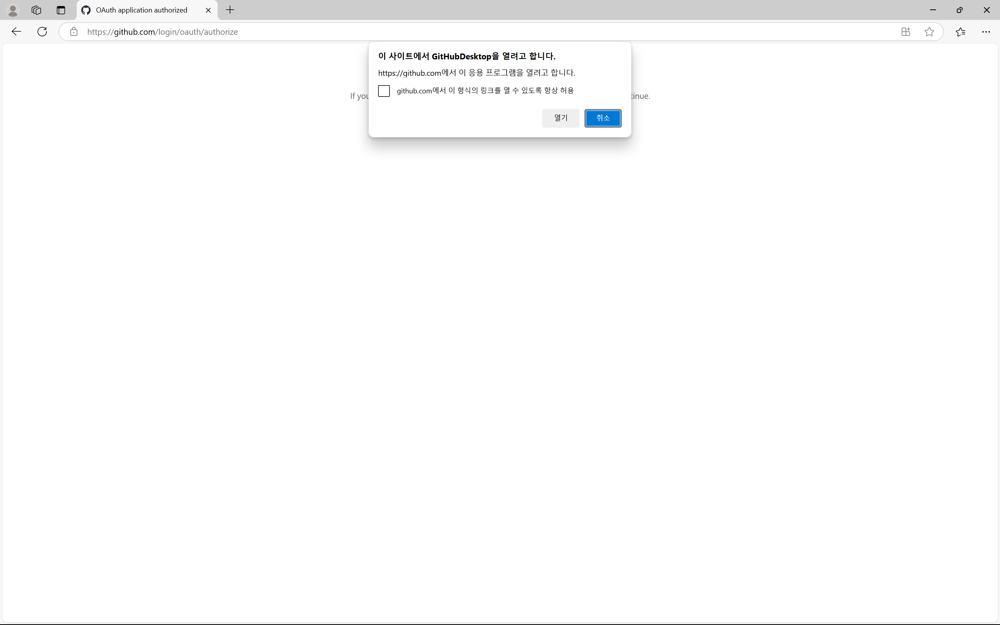 OAuth application authorized
https://github.com/login/oauth/authorize
이 사이트에서 GitHubDesktop을 열려고 합니다.
https://github.com에서 이 응용 프로그램을 열려고 합니다.
github.com에서 이 형식의 링크를 열 수 있도록 항상 허용
If you
tinue.
열기 취소